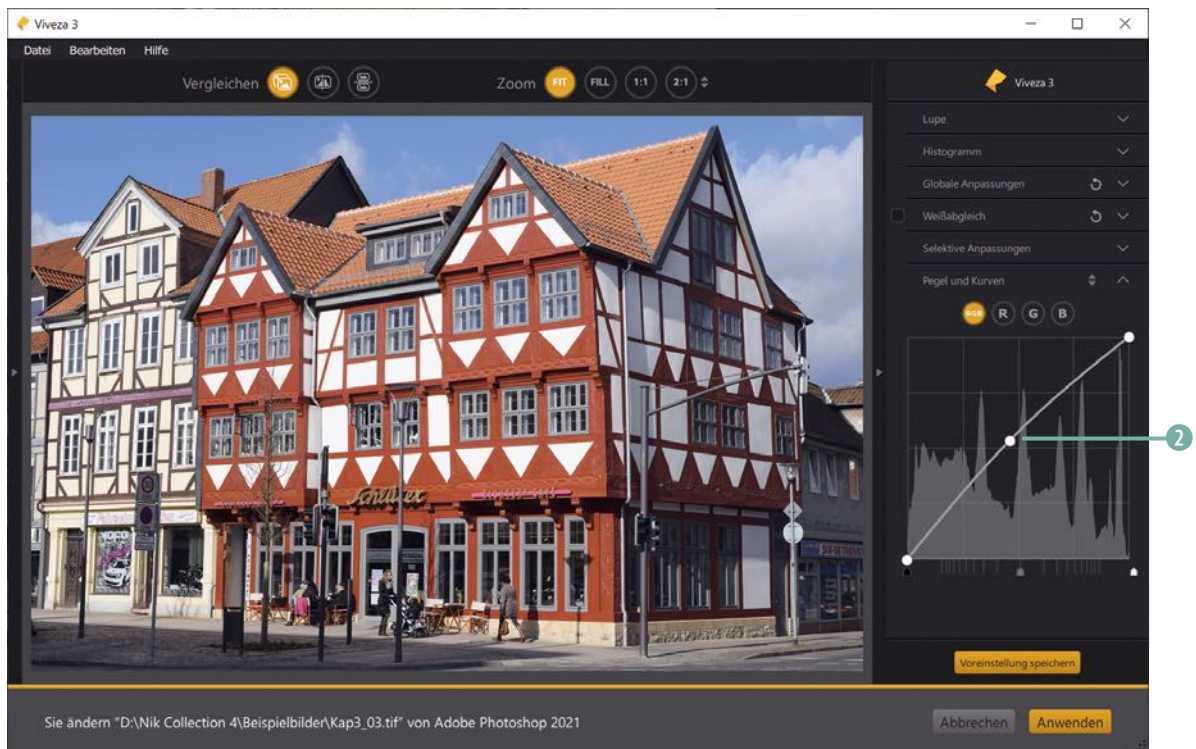 Viveza 3
Datei Bearbeiten Hilfe
Vergleichen Zoom FIT FILL 1:1 2:1
Viveza 3
Lupe
Histogramm
Globale Anpassungen
Weißabgleich
Selektive Anpassungen
Pegel und Kurven
RGB R G B
2
Schiller
Voreinstellung speichern
Sie ändern "D:\Nik Collection 4\Beispielbilder\Kap3_03.tif" von Adobe Photoshop 2021
Abbrechen Anwenden